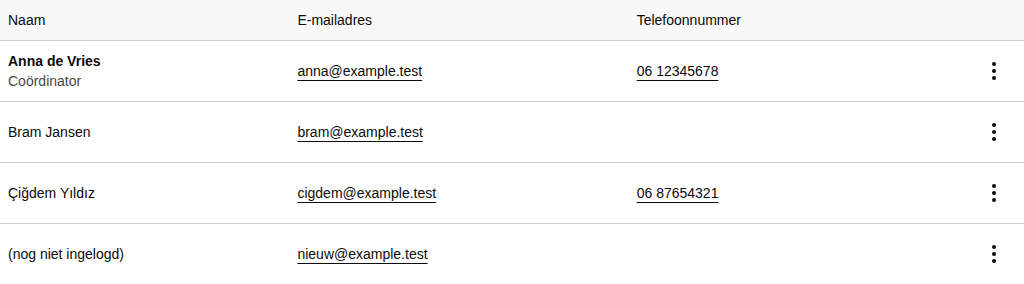 Naam E-mailadres Telefoonnummer
Anna de Vries
Coördinator
anna@example.test 06 12345678
Bram Jansen bram@example.test
Çiğdem Yıldız cigdem@example.test 06 87654321
(nog niet ingelogd) nieuw@example.test